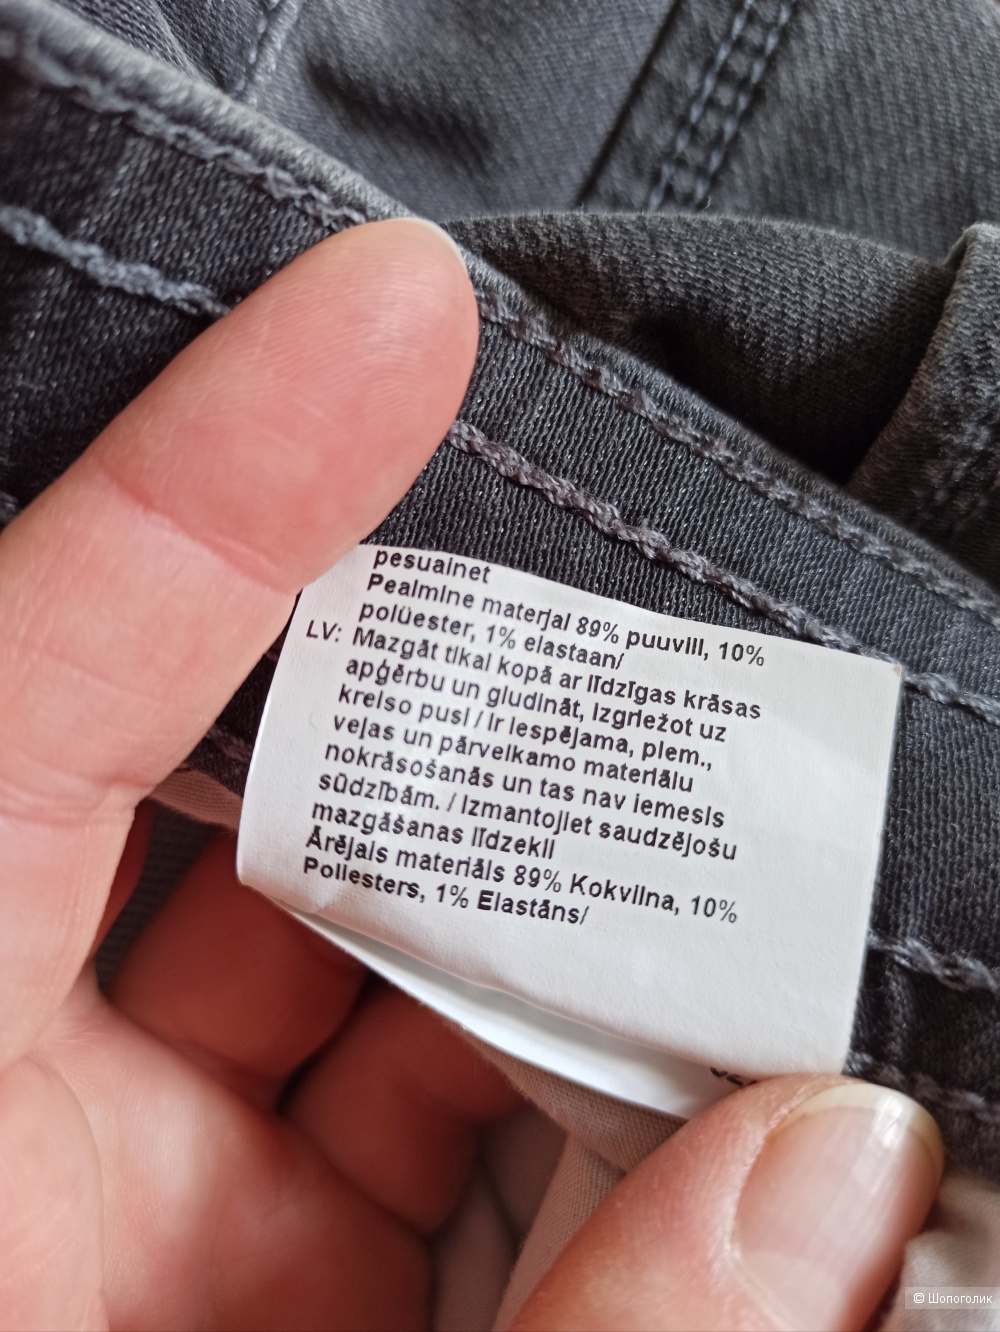 pesuainet
Pealmine materjal 89% puuvill, 10%
polüester, 1% elastaan/
LV: Mazgāt tikai kopā ar līdzīgas krāsas
apģērbu un gludināt, izgriežot uz
kreiso pusi / Ir iespējama, piem.,
veļas un pārvelkamo materiālu
nokrāsošanās un tas nav iemesls
sūdzībām. / Izmantojiet saudzējošu
mazgāšanas līdzekli
Ārējais materiāls 89% Kokvilna, 10%
Poliesters, 1% Elastāns/
© Шопоголик